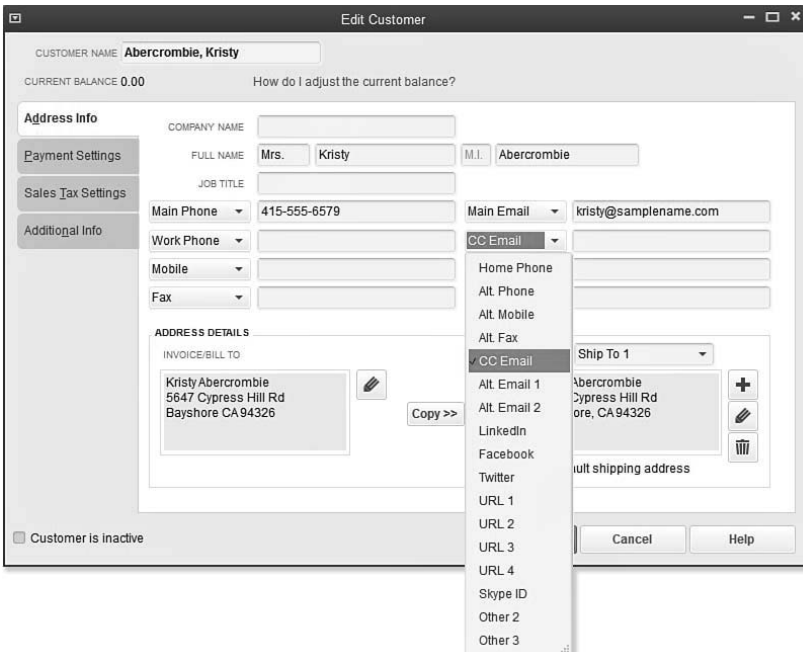 Edit Customer
CUSTOMER NAME Abercrombie, Kristy
CURRENT BALANCE 0.00 How do I adjust the current balance?
Address Info
Payment Settings
Sales Tax Settings
Additional Info
COMPANY NAME
FULL NAME Mrs. Kristy M.I. Abercrombie
JOB TITLE
Main Phone 415-555-6579 Main Email kristy@samplename.com
Work Phone CC Email
Mobile
Fax
Home Phone
Alt. Phone
Alt. Mobile
Alt. Fax
CC Email
Alt. Email 1
Alt. Email 2
LinkedIn
Facebook
Twitter
URL 1
URL 2
URL 3
URL 4
Skype ID
Other 2
Other 3
ADDRESS DETAILS
INVOICE/BILL TO
Kristy Abercrombie
5647 Cypress Hill Rd
Bayshore CA 94326
Copy >>
Ship To 1
Abercrombie
Cypress Hill Rd
ore, CA 94326
ult shipping address
Customer is inactive
Cancel
Help